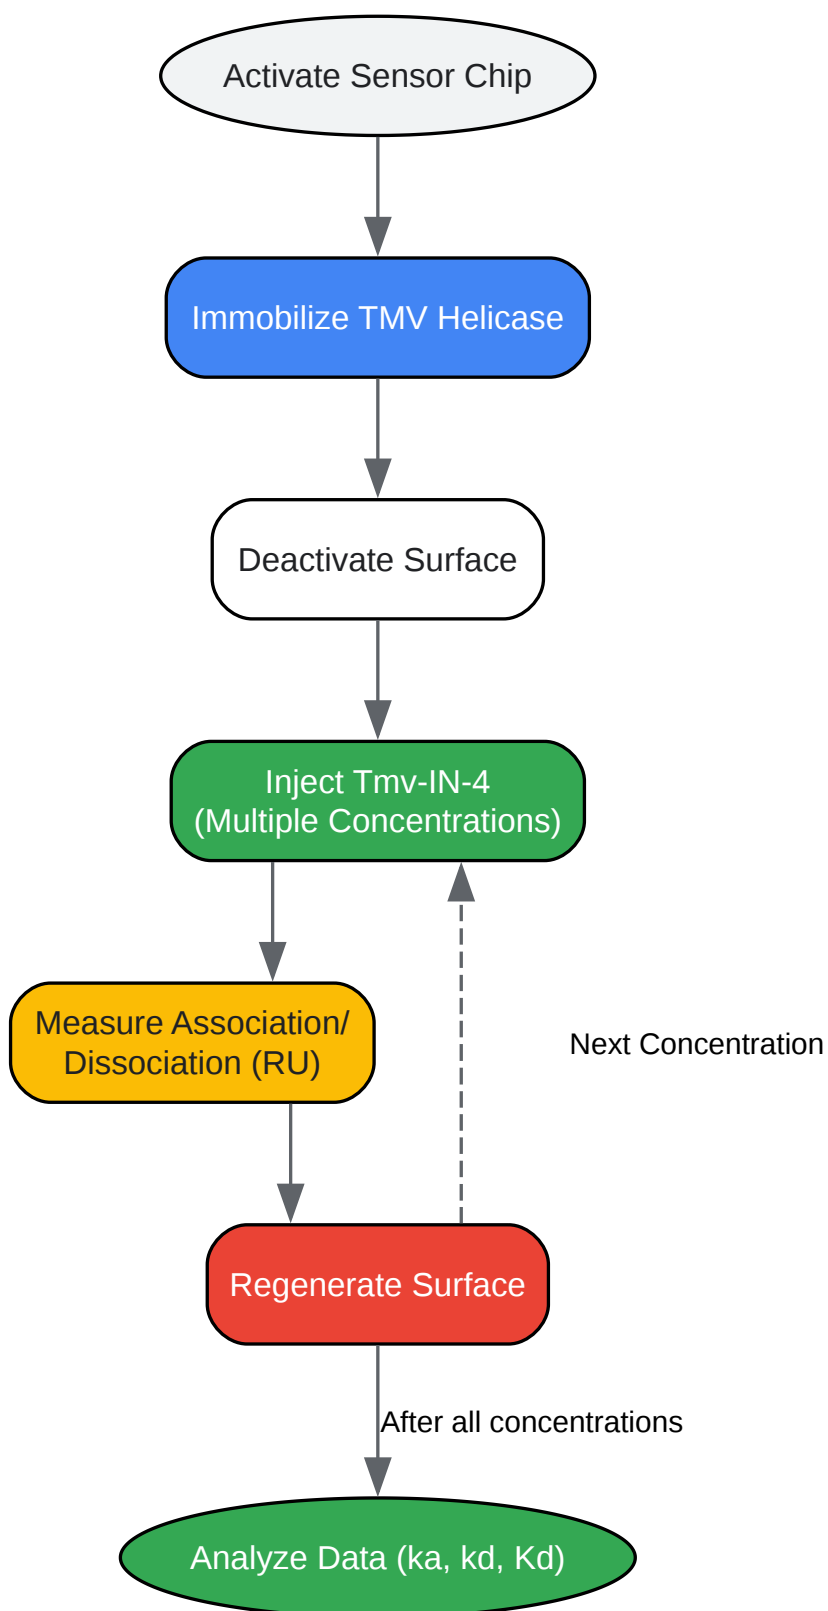 Activate Sensor Chip
Immobilize TMV Helicase
Deactivate Surface
Inject Tmv-IN-4
(Multiple Concentrations)
Measure Association/
Dissociation (RU)
Next Concentration
Regenerate Surface
After all concentrations
Analyze Data (ka, kd, Kd)